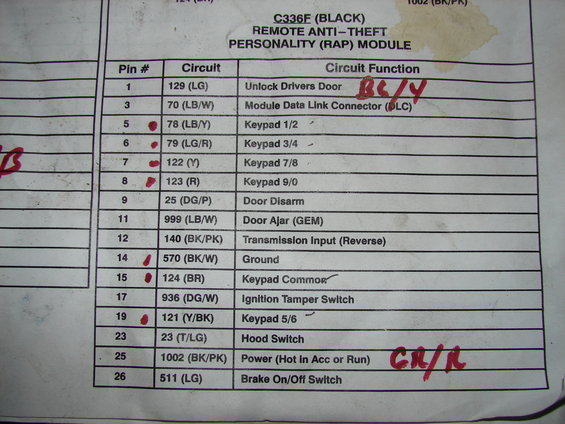 124 (BR)
1002 (BK/PK)
C336F (BLACK)
REMOTE ANTI-THEFT
PERSONALITY (RAP) MODULE
Pin # Circuit Circuit Function
1 129 (LG) Unlock Drivers Door BL/Y
3 70 (LB/W) Module Data Link Connector (DLC)
5 78 (LB/Y) Keypad 1/2
6 79 (LG/R) Keypad 3/4
7 122 (Y) Keypad 7/8
8 123 (R) Keypad 9/0
9 25 (DG/P) Door Disarm
11 999 (LB/W) Door Ajar (GEM)
12 140 (BK/PK) Transmission Input (Reverse)
14 570 (BK/W) Ground
15 124 (BR) Keypad Common
17 936 (DG/W) Ignition Tamper Switch
19 121 (Y/BK) Keypad 5/6
23 23 (T/LG) Hood Switch
25 1002 (BK/PK) Power (Hot in Acc or Run) GR/R
26 511 (LG) Brake On/Off Switch